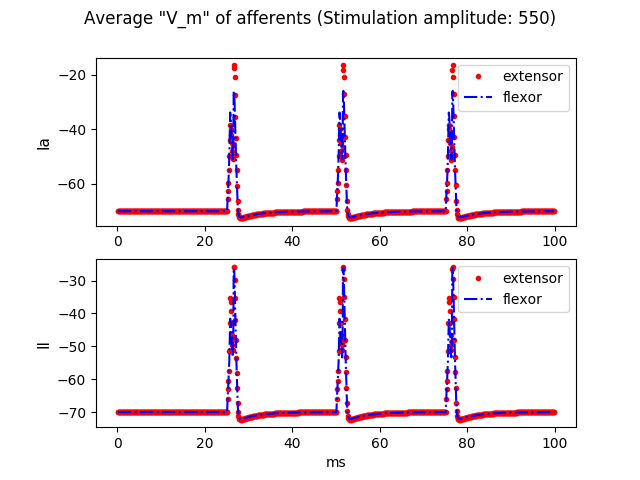 Average "V_m" of afferents (Stimulation amplitude: 550)
Ia
−20
−40
−60
extensor
flexor
0 20 40 60 80 100
II
−30
−40
−50
−60
−70
extensor
flexor
0 20 40 60 80 100
ms